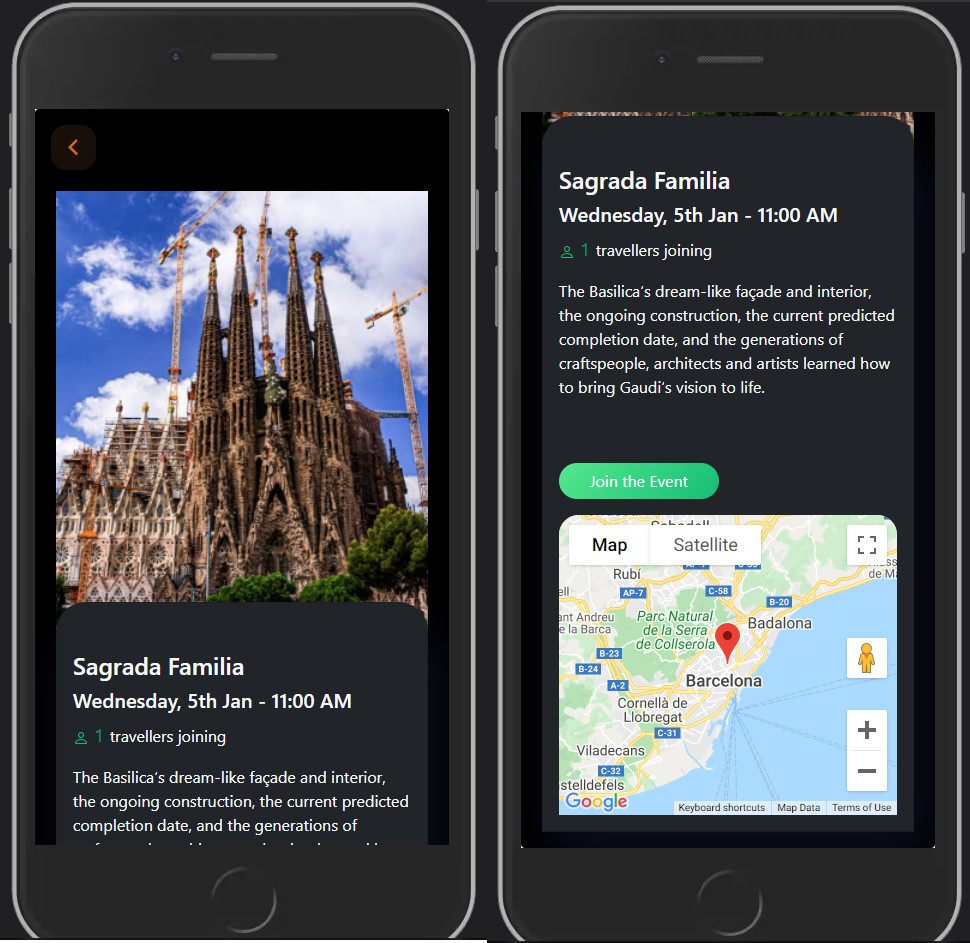 Sagrada Familia
Wednesday, 5th Jan - 11:00 AM
1 travellers joining
The Basilica’s dream-like façade and interior,
the ongoing construction, the current predicted
completion date, and the generations of
Sagrada Familia
Wednesday, 5th Jan - 11:00 AM
1 travellers joining
The Basilica’s dream-like façade and interior,
the ongoing construction, the current predicted
completion date, and the generations of
craftspeople, architects and artists learned how
to bring Gaudi’s vision to life.
Join the Event
Map
Satellite
Rubí
AP-7
C-58
B-20
ant Andreu
e la Barca
Parc Natural
de la Serra
de Collserola
Badalona
B-23
B-24
A-2
Barcelona
Cornellà de
Llobregat
C-31
Viladecans
C-32
stelldefels
Google
Keyboard shortcuts
Map Data
Terms of Use